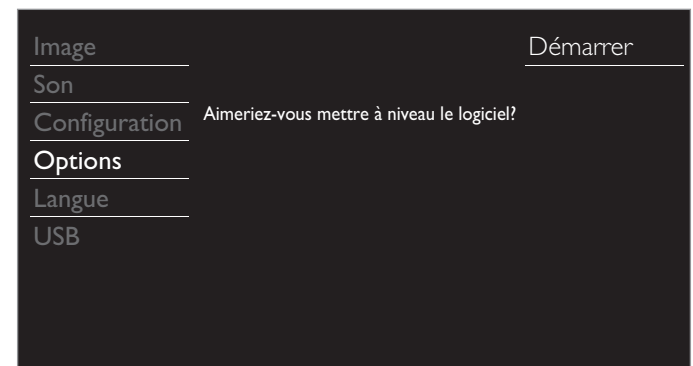 Image
Démarrer
Son
Configuration
Aimeriez-vous mettre à niveau le logiciel?
Options
Langue
USB